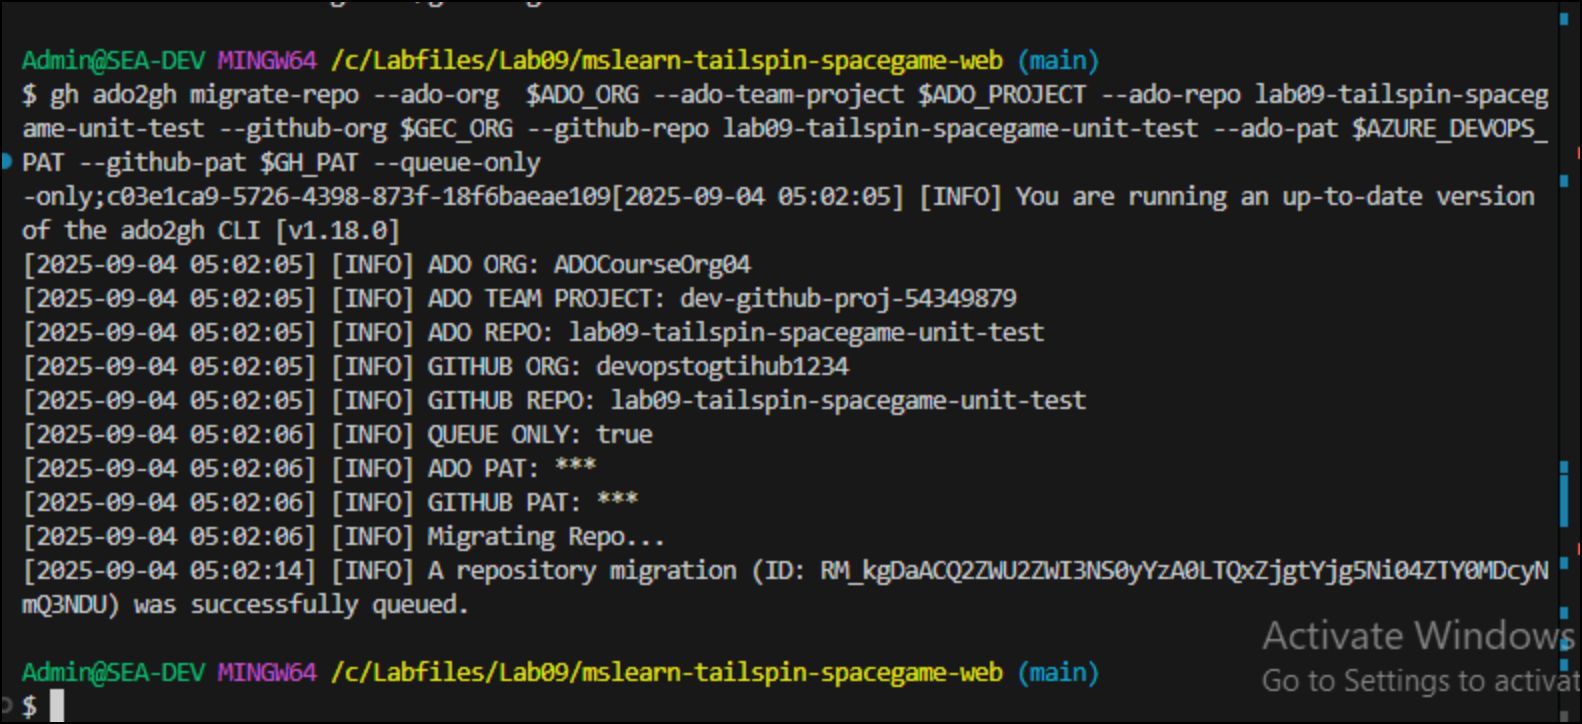 Admin@SEA-DEV MINGW64 /c/Labfiles/Lab09/mslearn-tailspin-spacegame-web (main)
$ gh ado2gh migrate-repo --ado-org  $ADO_ORG --ado-team-project $ADO_PROJECT --ado-repo lab09-tailspin-spaceg
ame-unit-test --github-org $GEC_ORG --github-repo lab09-tailspin-spacegame-unit-test --ado-pat $AZURE_DEVOPS_
PAT --github-pat $GH_PAT --queue-only
-only;c03e1ca9-5726-4398-873f-18f6baeae109[2025-09-04 05:02:05] [INFO] You are running an up-to-date version
of the ado2gh CLI [v1.18.0]
[2025-09-04 05:02:05] [INFO] ADO ORG: ADOCourseOrg04
[2025-09-04 05:02:05] [INFO] ADO TEAM PROJECT: dev-github-proj-54349879
[2025-09-04 05:02:05] [INFO] ADO REPO: lab09-tailspin-spacegame-unit-test
[2025-09-04 05:02:05] [INFO] GITHUB ORG: devopstogtihub1234
[2025-09-04 05:02:05] [INFO] GITHUB REPO: lab09-tailspin-spacegame-unit-test
[2025-09-04 05:02:06] [INFO] QUEUE ONLY: true
[2025-09-04 05:02:06] [INFO] ADO PAT: ***
[2025-09-04 05:02:06] [INFO] GITHUB PAT: ***
[2025-09-04 05:02:06] [INFO] Migrating Repo...
[2025-09-04 05:02:14] [INFO] A repository migration (ID: RM_kgDaACQ2ZWU2ZWI3NS0yYzA0LTQxZjgtYjg5Ni04ZTY0MDcyN
mQ3NDU) was successfully queued.
Admin@SEA-DEV MINGW64 /c/Labfiles/Lab09/mslearn-tailspin-spacegame-web (main)
$
Activate Windows
Go to Settings to activat